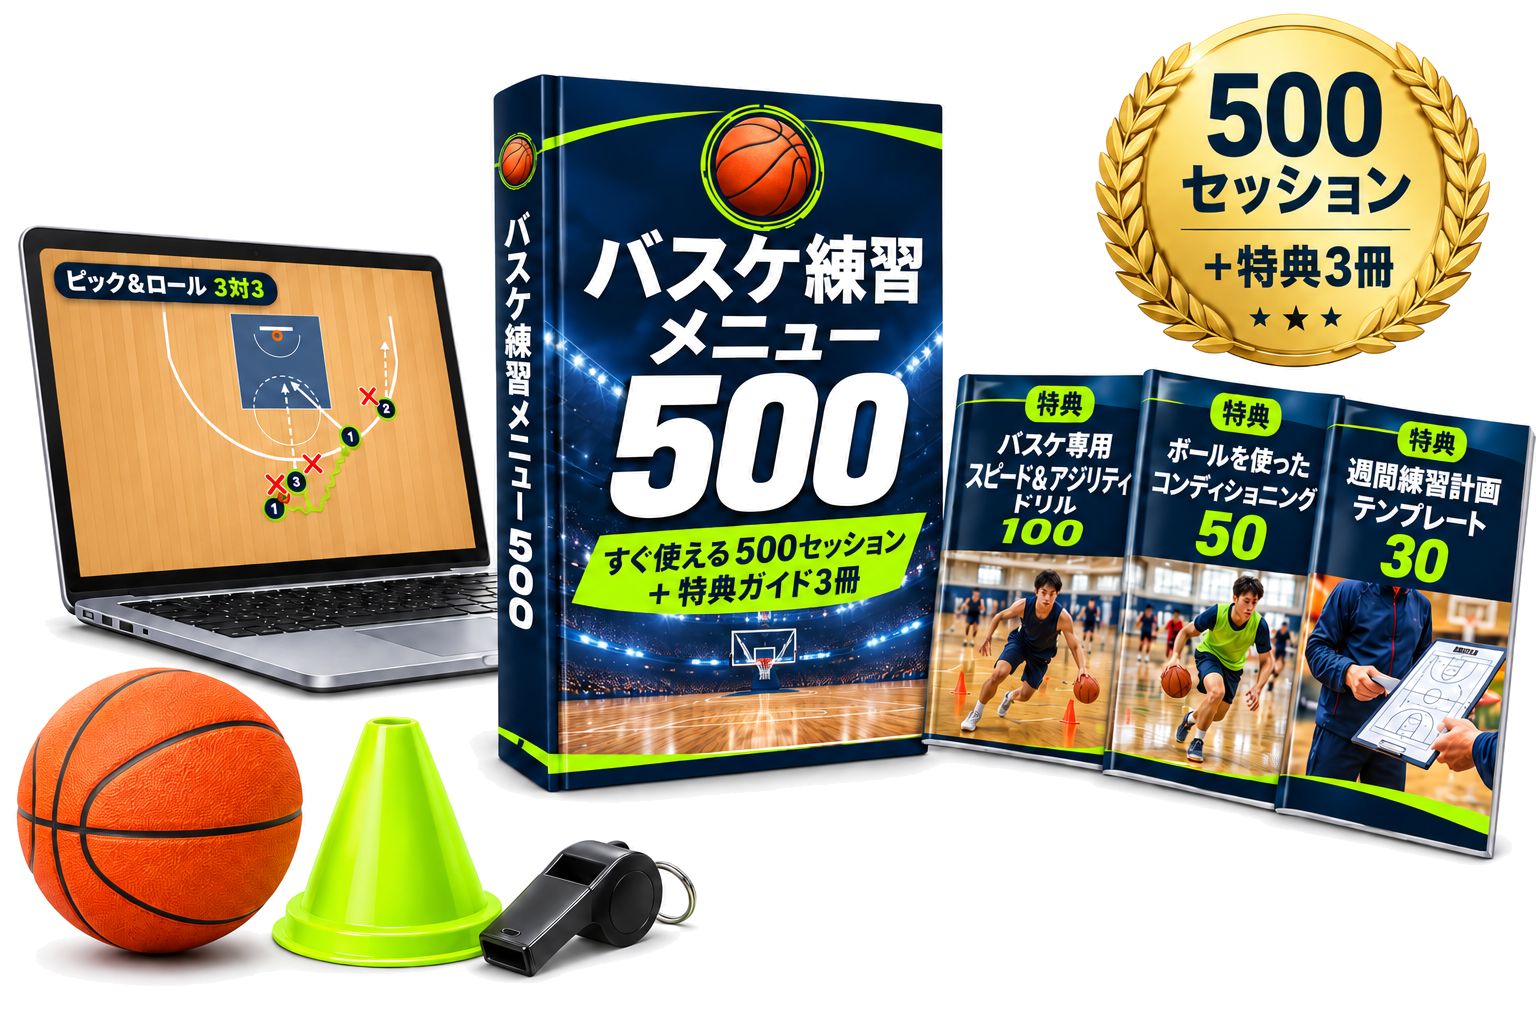 ピック&ロール 3対3
1
2
3
1
バスケ練習メニュー 500
バスケ練習
メニュー
500
すぐ使える 500セッション
+ 特典ガイド3冊
500
セッション
+特典3冊
特典
バスケ専用
スピード&アジリティ
ドリル
100
特典
ボールを使った
コンディショニング
50
特典
週間練習計画
テンプレート
30